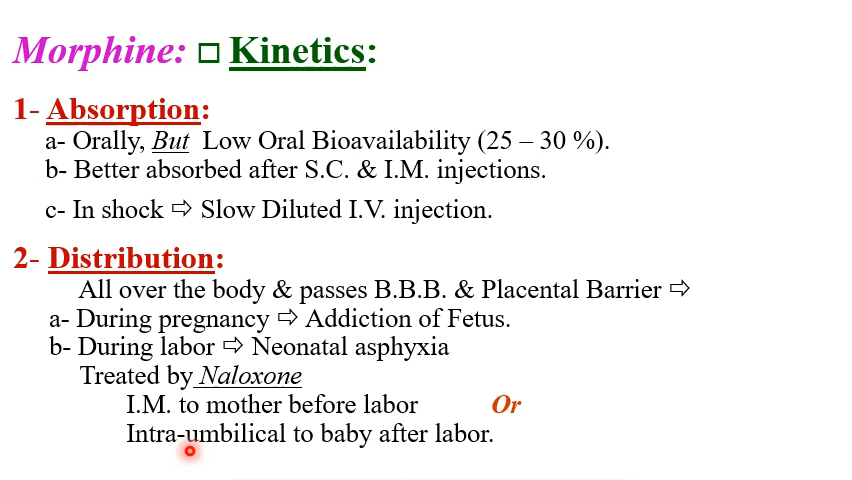 Morphine: □ Kinetics:
1- Absorption:
a- Orally, But Low Oral Bioavailability (25 – 30 %).
b- Better absorbed after S.C. & I.M. injections.
c- In shock ⇨ Slow Diluted I.V. injection.
2- Distribution:
All over the body & passes B.B.B. & Placental Barrier ⇨
a- During pregnancy ⇨ Addiction of Fetus.
b- During labor ⇨ Neonatal asphyxia
Treated by Naloxone
I.M. to mother before labor Or
Intra-umbilical to baby after labor.